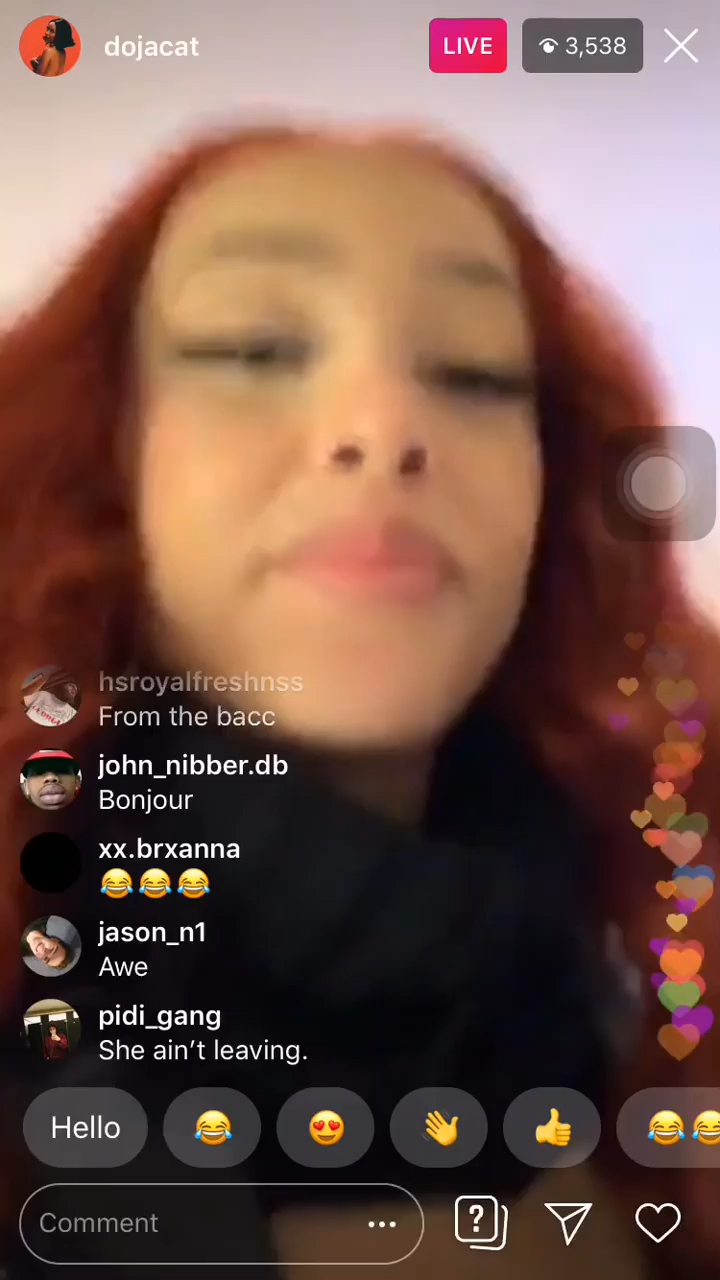 dojacat
LIVE
3,538
hsroyalfreshnss
From the bacc
john_nibber.db
Bonjour
xx.brxanna
😂😂😂
jason_n1
Awe
pidi_gang
She ain’t leaving.
Hello
Comment